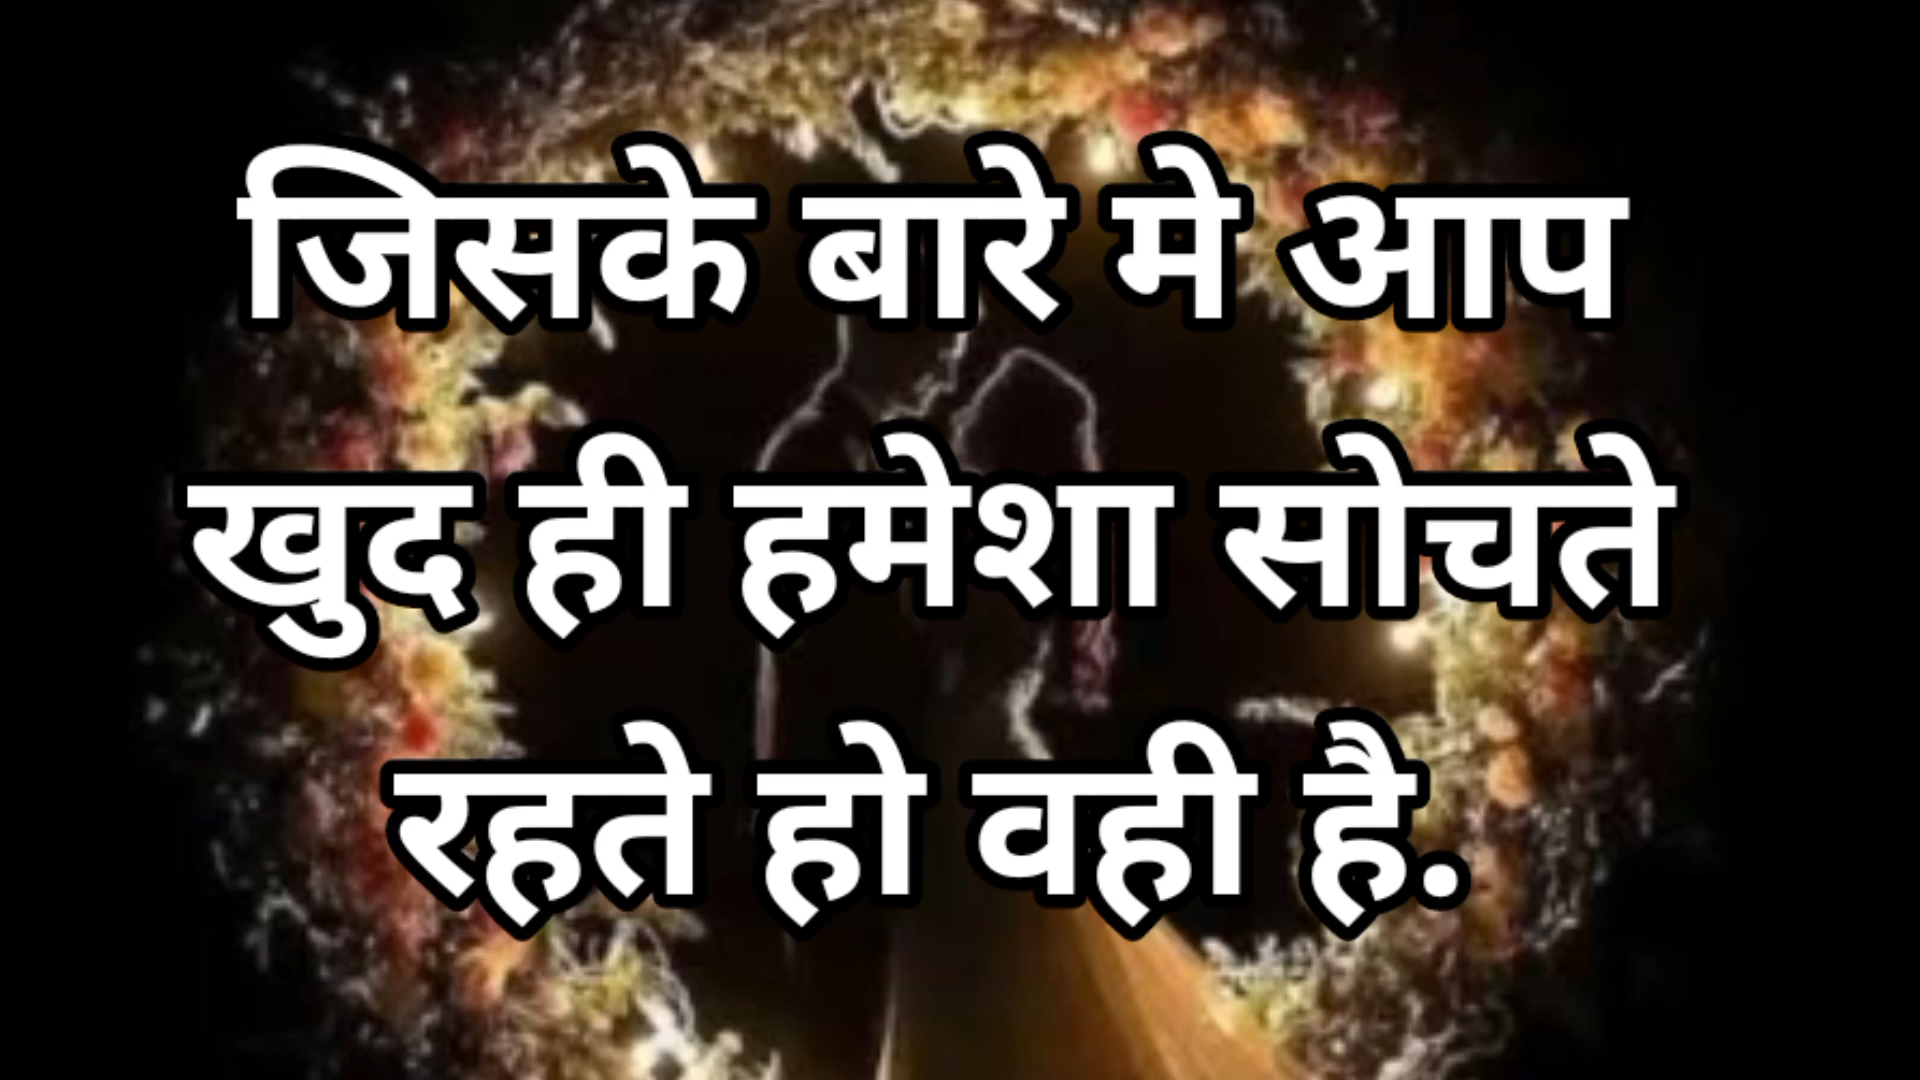 जिसके बारे मे आप
खुद ही हमेशा सोचते
रहते हो वही है.